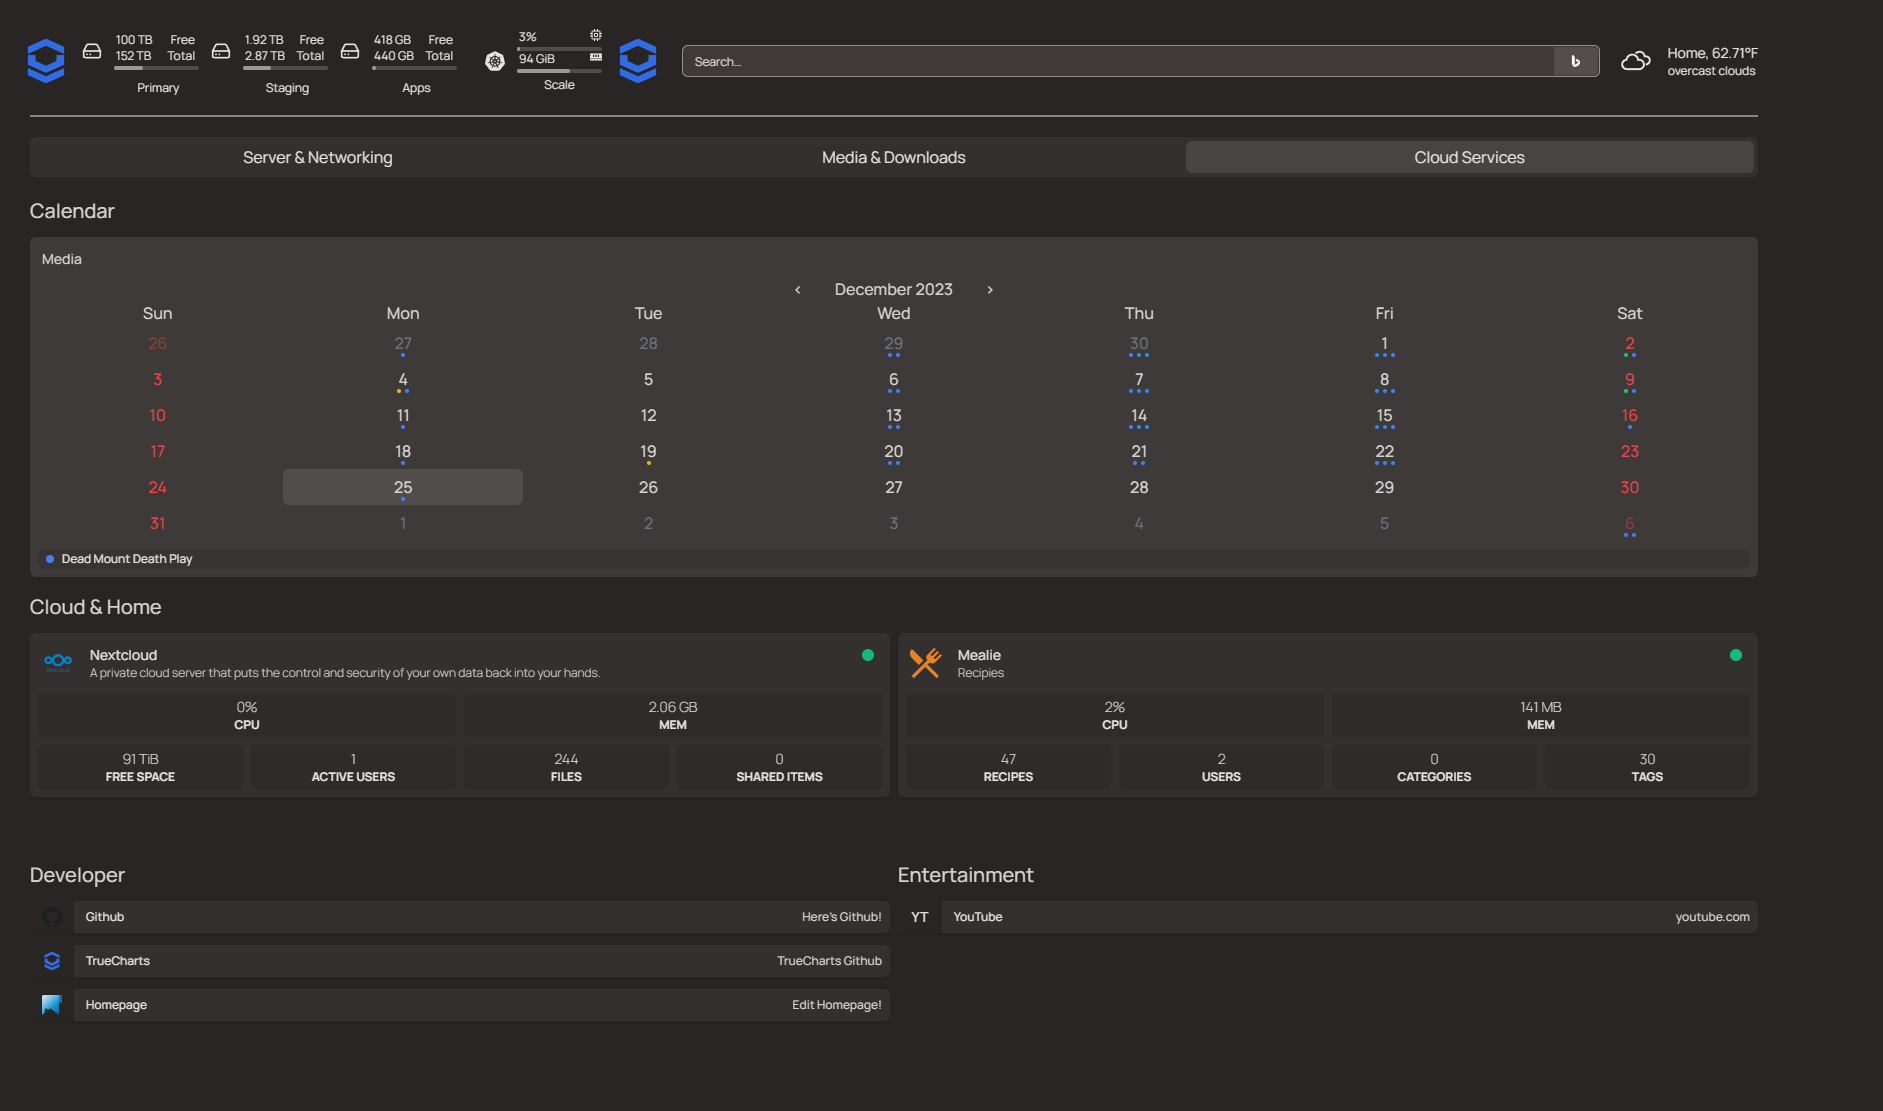 100 TB Free
152 TB Total
Primary
1.92 TB Free
2.87 TB Total
Staging
418 GB Free
440 GB Total
Apps
3%
94 GiB
Scale
Search...
Home, 62.71°F
overcast clouds
Server & Networking
Media & Downloads
Cloud Services
Calendar
Media
December 2023
Sun Mon Tue Wed Thu Fri Sat
26 27 28 29 30 1 2
3 4 5 6 7 8 9
10 11 12 13 14 15 16
17 18 19 20 21 22 23
24 25 26 27 28 29 30
31 1 2 3 4 5 6
Dead Mount Death Play
Cloud & Home
Nextcloud
A private cloud server that puts the control and security of your own data back into your hands.
0%
CPU
2.06 GB
MEM
91 TiB
FREE SPACE
1
ACTIVE USERS
244
FILES
0
SHARED ITEMS
Mealie
Recipies
2%
CPU
141 MB
MEM
47
RECIPES
2
USERS
0
CATEGORIES
30
TAGS
Developer
Github Here's Github!
TrueCharts TrueCharts Github
Homepage Edit Homepage!
Entertainment
YT YouTube youtube.com